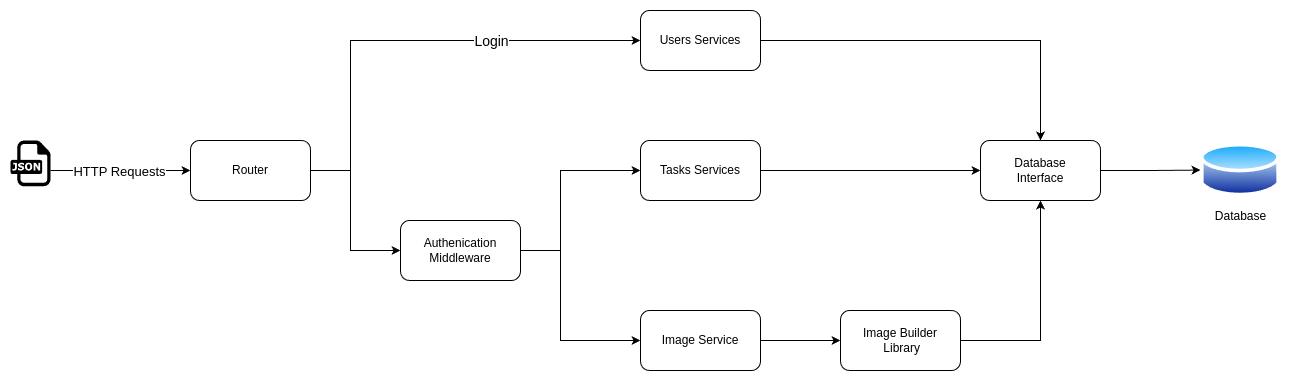 Login
Users Services
JSON
HTTP Requests
Router
Tasks Services
Database
Interface
Database
Authenication
Middleware
Image Service
Image Builder
Library